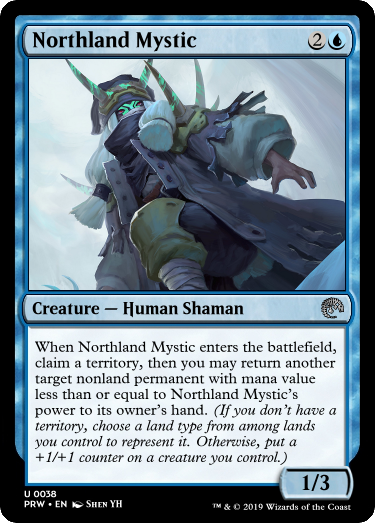 Northland Mystic 2
Creature — Human Shaman
When Northland Mystic enters the battlefield,
claim a territory, then you may return another
target nonland permanent with mana value
less than or equal to Northland Mystic's
power to its owner's hand. (If you don't have a
territory, choose a land type from among lands
you control to represent it. Otherwise, put a
+1/+1 counter on a creature you control.)
1/3
U 0038
PRW • EN Shen YH
™ & © 2019 Wizards of the Coast